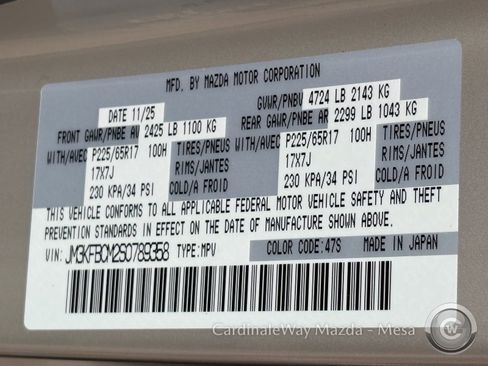 MFD. BY MAZDA MOTOR CORPORATION
DATE 11/25 GVWR/PNBV 4724 LB 2143 KG
FRONT GAWR/PNBE AV 2425 LB 1100 KG REAR GAWR/PNBE AR 2299 LB 1043 KG
WITH/AVEC P225/65R17 100H TIRES/PNEUS WITH/AVEC P225/65R17 100H TIRES/PNEUS
17X7J RIMS/JANTES 17X7J RIMS/JANTES
230 KPA/34 PSI COLD/A FROID 230 KPA/34 PSI COLD/A FROID
THIS VEHICLE CONFORMS TO ALL APPLICABLE FEDERAL MOTOR VEHICLE SAFETY AND THEFT
PREVENTION STANDARDS IN EFFECT ON THE DATE OF MANUFACTURE SHOWN ABOVE.
VIN: JM3KFBCM2S0789358 TYPE: MPV COLOR CODE: 47S MADE IN JAPAN
CardinaleWay Mazda - Mesa